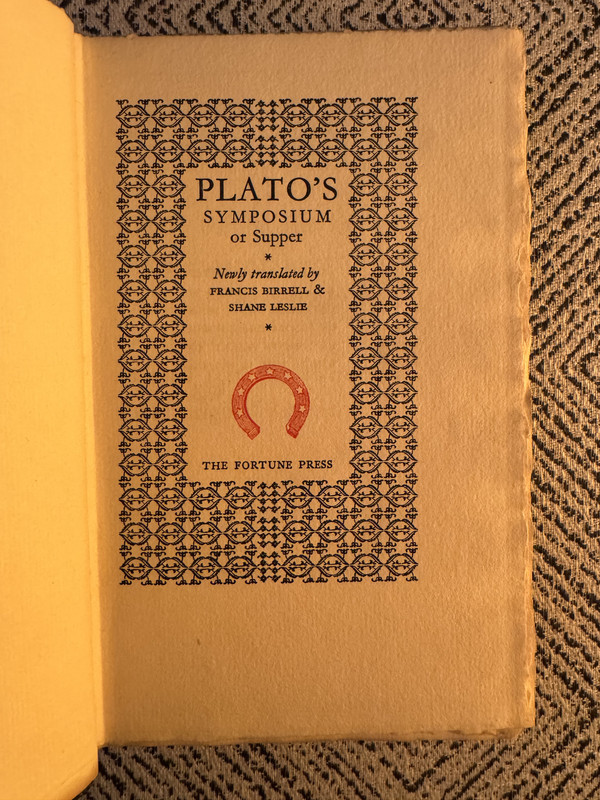 PLATO'S
SYMPOSIUM
or Supper
*
Newly translated by
FRANCIS BIRRELL &
SHANE LESLIE
*
THE FORTUNE PRESS